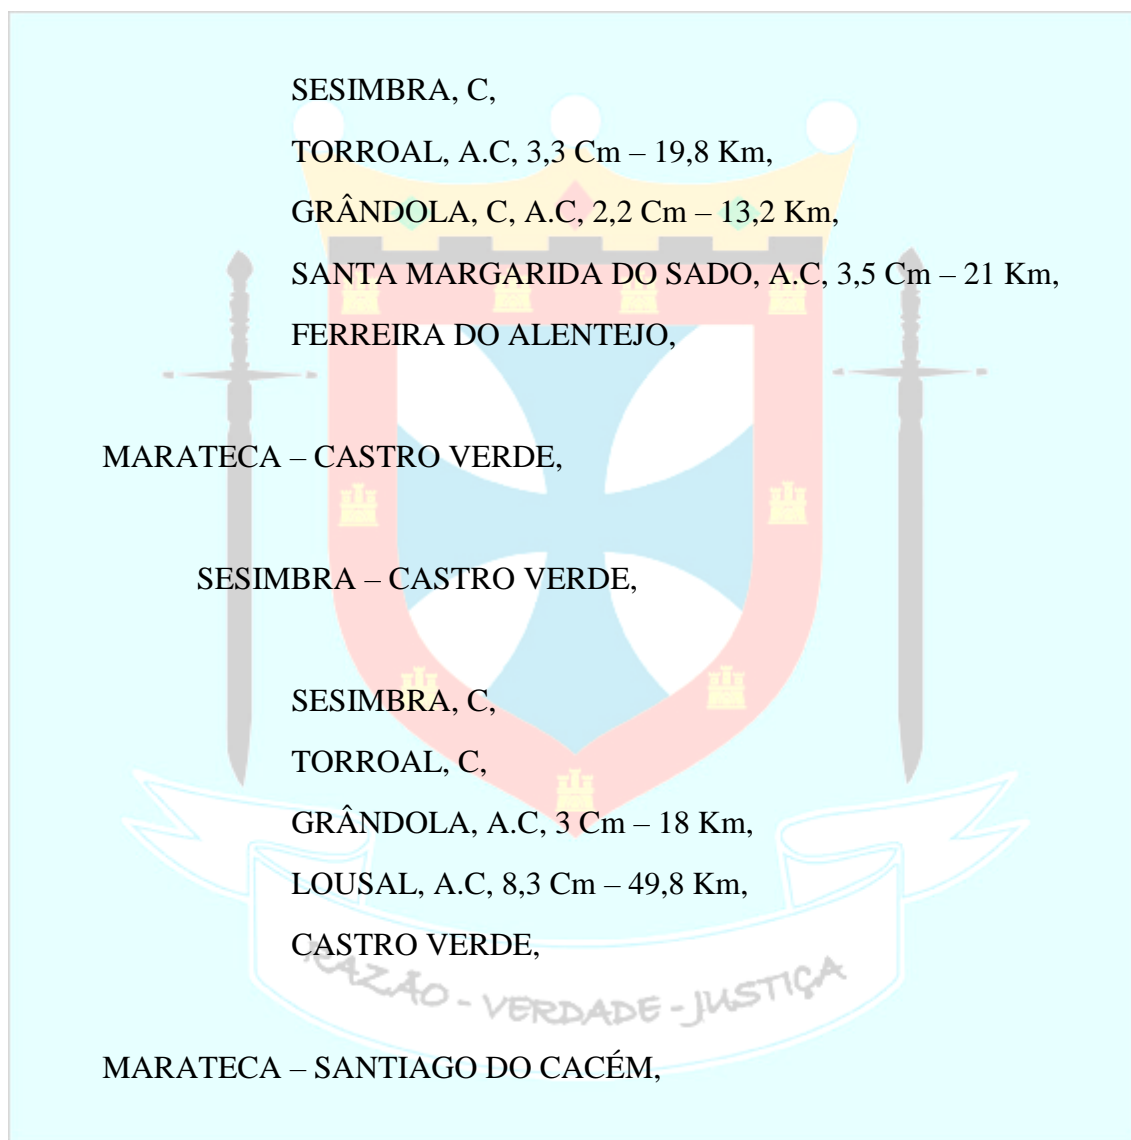 SESIMBRA, C,
TORROAL, A.C, 3,3 Cm – 19,8 Km,
GRÂNDOLA, C, A.C, 2,2 Cm – 13,2 Km,
SANTA MARGARIDA DO SADO, A.C, 3,5 Cm – 21 Km,
FERREIRA DO ALENTEJO,
MARATECA – CASTRO VERDE,
SESIMBRA – CASTRO VERDE,
SESIMBRA, C,
TORROAL, C,
GRÂNDOLA, A.C, 3 Cm – 18 Km,
LOUSAL, A.C, 8,3 Cm – 49,8 Km,
CASTRO VERDE,
RAZÃO - VERDADE - JUSTIÇA
MARATECA – SANTIAGO DO CACÉM,